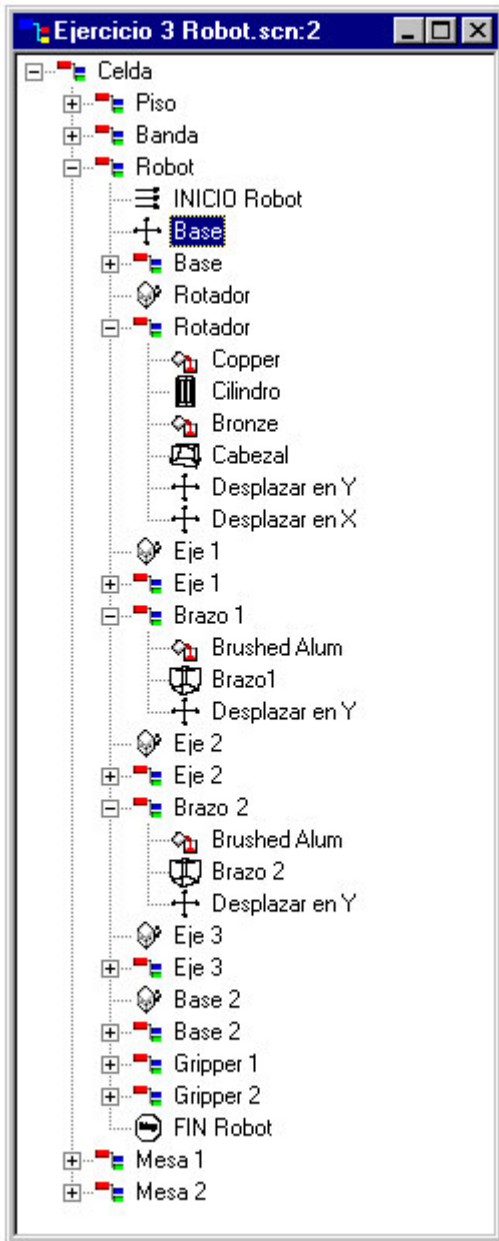 Ejercicio 3 Robot.scn:2
Celda
Piso
Banda
Robot
INICIO Robot
Base
Base
Rotador
Rotador
Copper
Cilindro
Bronze
Cabezal
Desplazar en Y
Desplazar en X
Eje 1
Eje 1
Brazo 1
Brushed Alum
Brazo1
Desplazar en Y
Eje 2
Eje 2
Brazo 2
Brushed Alum
Brazo 2
Desplazar en Y
Eje 3
Eje 3
Base 2
Base 2
Gripper 1
Gripper 2
FIN Robot
Mesa 1
Mesa 2